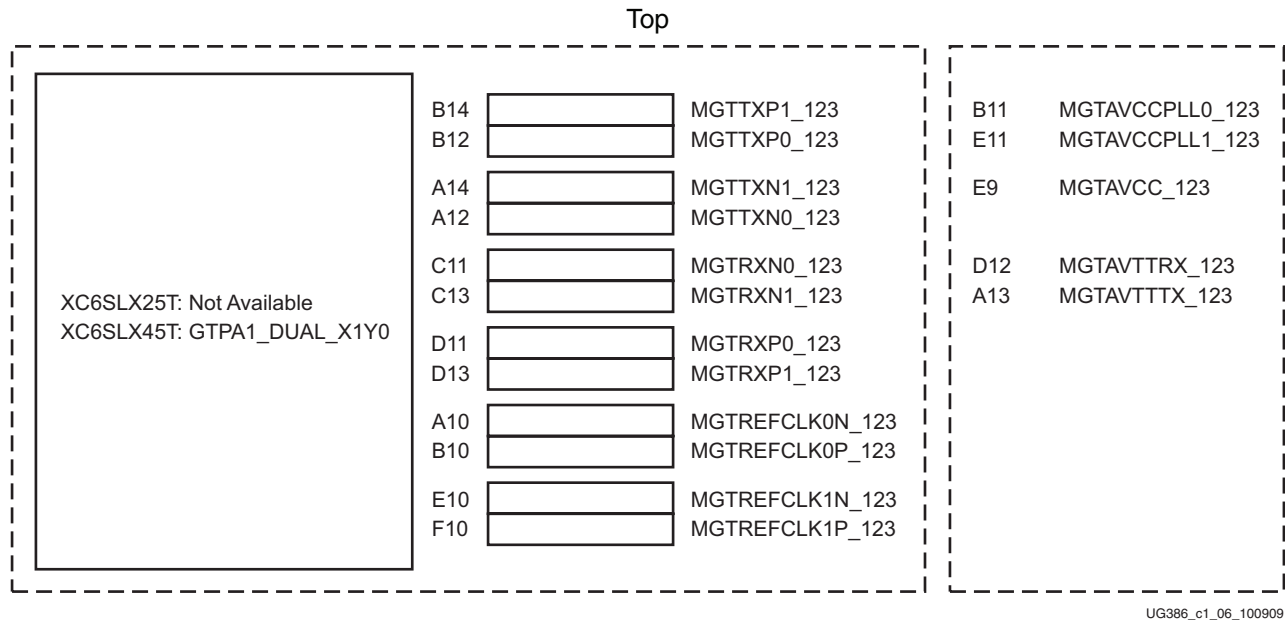 Top
B14 MGTTXP1_123 B11 MGTAVCCPLL0_123
B12 MGTTXP0_123 E11 MGTAVCCPLL1_123
A14 MGTTXN1_123 E9 MGTAVCC_123
A12 MGTTXN0_123
C11 MGTRXN0_123 D12 MGTAVTTRX_123
XC6SLX25T: Not Available C13 MGTRXN1_123 A13 MGTAVTTTX_123
XC6SLX45T: GTPA1_DUAL_X1Y0
D11 MGTRXP0_123
D13 MGTRXP1_123
A10 MGTREFCLK0N_123
B10 MGTREFCLK0P_123
E10 MGTREFCLK1N_123
F10 MGTREFCLK1P_123
UG386_c1_06_100909